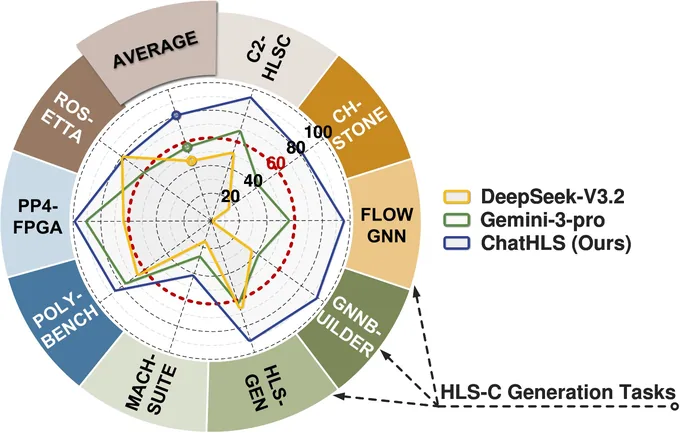 AVERAGE
C2-
HLSC
CH-
STONE
FLOW
GNN
GNNB-
UILDER
HLS-
GEN
MACH-
SUITE
POLY-
BENCH
PP4-
FPGA
ROS-
ETTA
100
80
60
40
20
DeepSeek-V3.2
Gemini-3-pro
ChatHLS (Ours)
HLS-C Generation Tasks